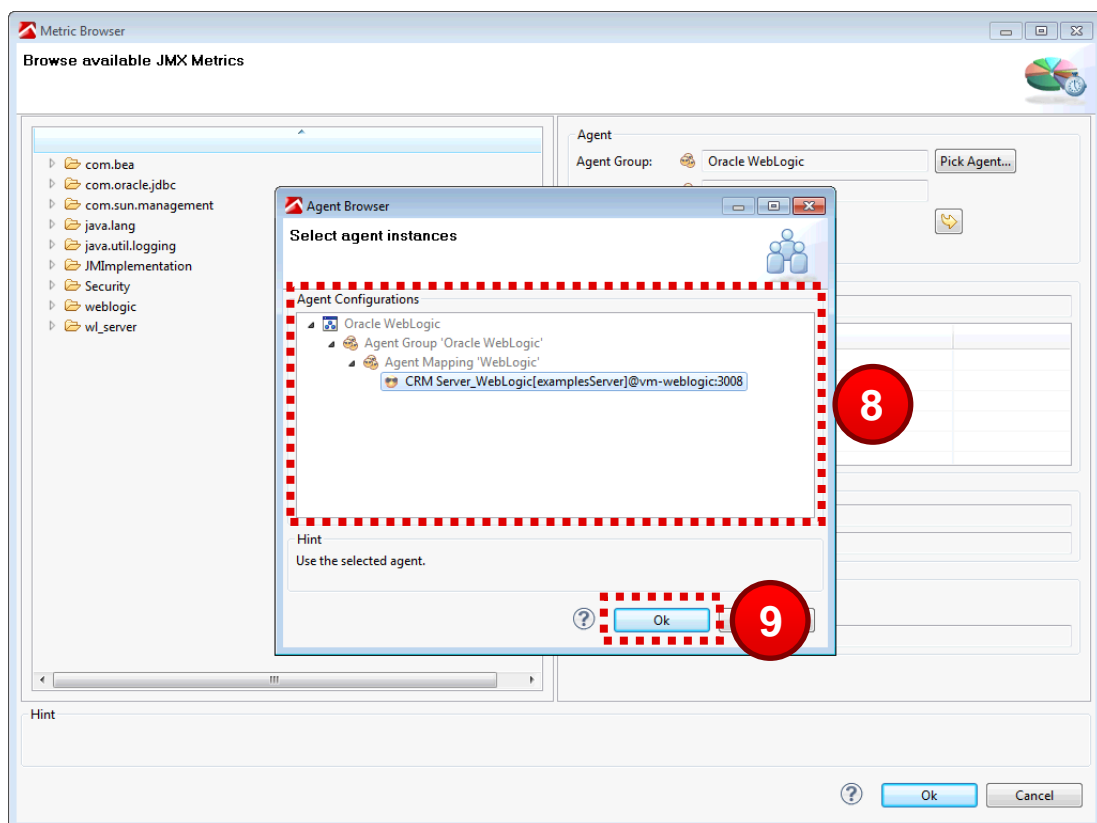 Metric Browser
Browse available JMX Metrics
com.bea
com.oracle.jdbc
com.sun.management
java.lang
java.util.logging
JMImplementation
Security
weblogic
wl_server
Agent
Agent Group: Oracle WebLogic Pick Agent...
Agent Browser
Select agent instances
Agent Configurations
Oracle WebLogic
Agent Group 'Oracle WebLogic'
Agent Mapping 'WebLogic'
CRM Server_WebLogic[examplesServer]@vm-weblogic:3008
8
Hint
Use the selected agent.
? Ok
9
Hint
? Ok Cancel